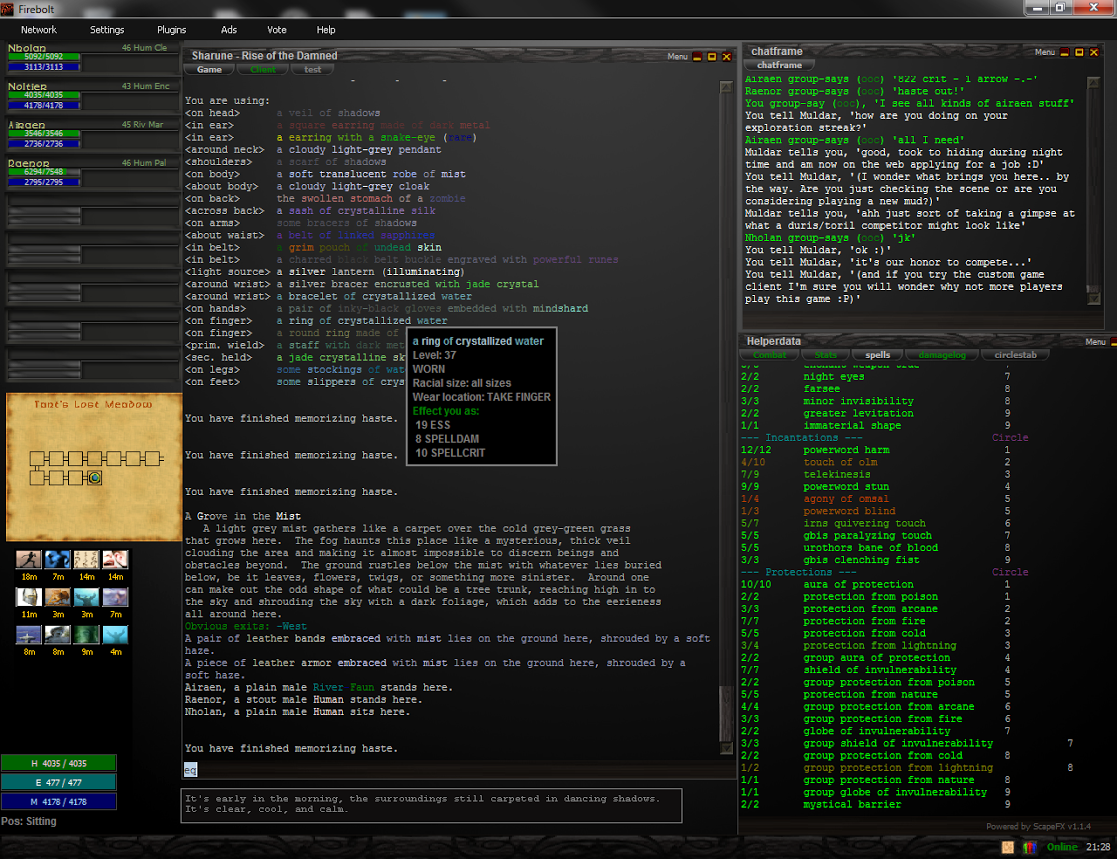 Firebolt
Network Settings Plugins Ads Vote Help
Nholan 46 Hum Cle
5092/5092
3113/3113
Noltier 43 Hum Enc
4035/4035
4178/4178
Airaen 45 Riv Mar
3546/3546
2736/2736
Raenor 46 Hum Pal
6294/7548
2795/2795
Tant's Lost Meadow
18m 7m 14m 14m
11m 3m 3m 7m
8m 8m 9m 4m
H 4035 / 4035
E 477 / 477
M 4178 / 4178
Pos: Sitting
Sharune - Rise of the Damned Menu
Game Client test
You are using:
<on head> a veil of shadows
<in ear> a square earring made of dark metal
<in ear> a earring with a snake-eye (rare)
<around neck> a cloudy light-grey pendant
<shoulders> a scarf of shadows
<on body> a soft translucent robe of mist
<about body> a cloudy light-grey cloak
<on back> the swollen stomach of a zombie
<across back> a sash of crystalline silk
<on arms> some bracers of shadows
<about waist> a belt of linked sapphires
<in belt> a grim pouch of undead skin
<in belt> a charred black belt buckle engraved with powerful runes
<light source> a silver lantern (illuminating)
<around wrist> a silver bracer encrusted with jade crystal
<around wrist> a bracelet of crystallized water
<on hands> a pair of inky-black gloves embedded with mindshard
<on finger> a ring of crystallized water
<on finger> a round ring made of
<prim. wield> a staff with dark met
<sec. held> a jade crystalline sk
<on legs> some stockings of wat
<on feet> some slippers of crys
a ring of crystallized water
Level: 37
WORN
Racial size: all sizes
Wear location: TAKE FINGER
Effect you as:
19 ESS
8 SPELLDAM
10 SPELLCRIT
You have finished memorizing haste.
You have finished memorizing haste.
You have finished memorizing haste.
A Grove in the Mist
A light grey mist gathers like a carpet over the cold grey-green grass
that grows here. The fog haunts this place like a mysterious, thick veil
clouding the area and making it almost impossible to discern beings and
obstacles beyond. The ground rustles below the mist with whatever lies buried
below, be it leaves, flowers, twigs, or something more sinister. Around one
can make out the odd shape of what could be a tree trunk, reaching high in to
the sky and shrouding the sky with a dark foliage, which adds to the eerieness
all around here.
Obvious exits: -West
A pair of leather bands embraced with mist lies on the ground here, shrouded by a soft
haze.
A piece of leather armor embraced with mist lies on the ground here, shrouded by a
soft haze.
Airaen, a plain male River Faun stands here.
Raenor, a stout male Human stands here.
Nholan, a plain male Human sits here.
You have finished memorizing haste.
eq
It's early in the morning, the surroundings still carpeted in dancing shadows.
It's clear, cool, and calm.
chatframe Menu
chatframe
Airaen group-says (ooc) '822 crit - 1 arrow -.-'
Raenor group-says (ooc) 'haste out!'
You group-say (ooc), 'I see all kinds of airaen stuff'
You tell Muldar, 'how are you doing on your
exploration streak?'
Airaen group-says (ooc) 'all I need'
Muldar tells you, 'good, took to hiding during night
time and am now on the web applying for a job :D'
You tell Muldar, '(I wonder what brings you here.. by
the way. Are you just checking the scene or are you
considering playing a new mud?)'
Muldar tells you, 'ahh just sort of taking a gimpse at
what a duris/toril competitor might look like'
Nholan group-says (ooc) 'jk'
You tell Muldar, 'ok :)'
You tell Muldar, 'it's our honor to compete...'
You tell Muldar, '(and if you try the custom game
client I'm sure you will wonder why not more players
play this game :P)'
Helperdata Menu
Combat Stats spells damagelog circlestab
2/2 night eyes 7
2/2 farsee 8
3/3 minor invisibility 8
2/2 greater levitation 9
1/1 immaterial shape 9
--- Incantations --- Circle
12/12 powerword harm 1
4/10 touch of olm 2
7/9 telekinesis 3
9/9 powerword stun 4
1/4 agony of omsal 5
1/3 powerword blind 5
5/7 irns quivering touch 6
5/5 gbis paralyzing touch 7
5/5 urothors bane of blood 8
3/3 gbis clenching fist 9
--- Protections --- Circle
10/10 aura of protection 1
2/2 protection from poison 1
3/3 protection from arcane 2
7/7 protection from fire 2
5/5 protection from cold 3
3/4 protection from lightning 3
2/2 group aura of protection 4
7/7 shield of invulnerability 4
2/2 group protection from poison 5
5/5 protection from nature 5
4/4 group protection from arcane 6
3/3 group protection from fire 6
2/2 globe of invulnerability 7
3/3 group shield of invulnerability 7
2/2 group protection from cold 8
1/2 group protection from lightning 8
1/1 group protection from nature 8
1/1 group globe of invulnerability 9
2/2 mystical barrier 9
Powered by ScapeFX v1.1.4
Online 21:28